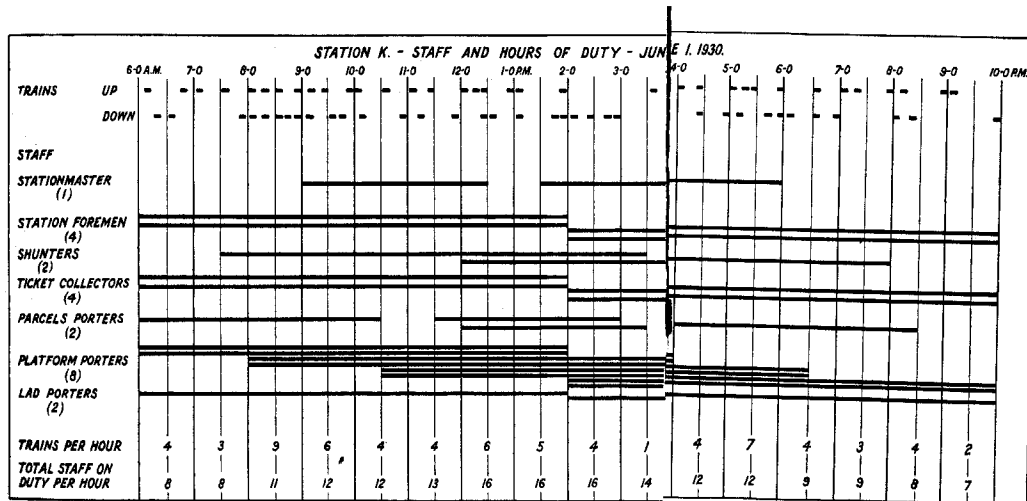 STATION K. - STAFF AND HOURS OF DUTY - JUNE 1. 1930.
6-0 A.M. 7-0 8-0 9-0 10-0 11-0 12-0 1-0 P.M. 2-0 3-0 4-0 5-0 6-0 7-0 8-0 9-0 10-0 P.M.
TRAINS UP
DOWN
STAFF
STATIONMASTER
(1)
STATION FOREMEN
(4)
SHUNTERS
(2)
TICKET COLLECTORS
(4)
PARCELS PORTERS
(2)
PLATFORM PORTERS
(8)
LAD PORTERS
(2)
TRAINS PER HOUR 4 3 9 6 4 4 6 5 4 1 4 7 4 3 4 2
TOTAL STAFF ON
DUTY PER HOUR 8 8 11 12 12 13 16 16 16 14 12 12 9 9 8 7